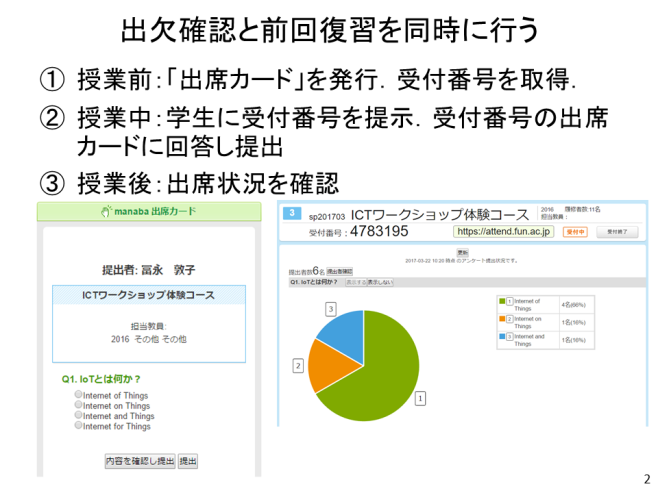 出欠確認と前回復習を同時に行う
① 授業前：「出席カード」を発行．受付番号を取得．
② 授業中：学生に受付番号を提示．受付番号の出席
カードに回答し提出
③ 授業後：出席状況を確認
manaba 出席カード
提出者: 冨永　敦子
ICTワークショップ体験コース
担当教員:
2016 その他 その他
Q1. IoTとは何か？
Internet of Things
Internet on Things
Internet and Things
Internet for Things
内容を確認し提出 提出
3 sp201703 ICTワークショップ体験コース 2016 履修者数:11名
担当教員：
受付番号：4783195 https://attend.fun.ac.jp 受付中 受付終了
更新
2017-03-22 10:20 時点 のアンケート提出状況です。
提出者数6名 提出者確認
Q1. IoTとは何か？ 表示する 表示しない
3
2
1
1 Internet of
Things 4名(66%)
2 Internet on
Things 1名(16%)
3 Internet and
Things 1名(16%)
2